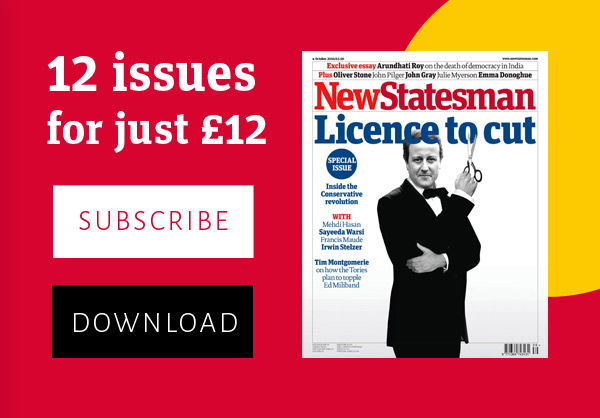 12 issues
for just £12
SUBSCRIBE
DOWNLOAD
Exclusive essay Arundhati Roy on the death of democracy in India
Plus Oliver Stone John Pilger John Gray Julie Myerson Emma Donoghue
NewStatesman
Licence to cut
SPECIAL
ISSUE
Inside the
Conservative
revolution
WITH
Mehdi Hasan
Sayeeda Warsi
Francis Maude
Irwin Stelzer
Tim Montgomerie
on how the Tories
plan to topple
Ed Miliband